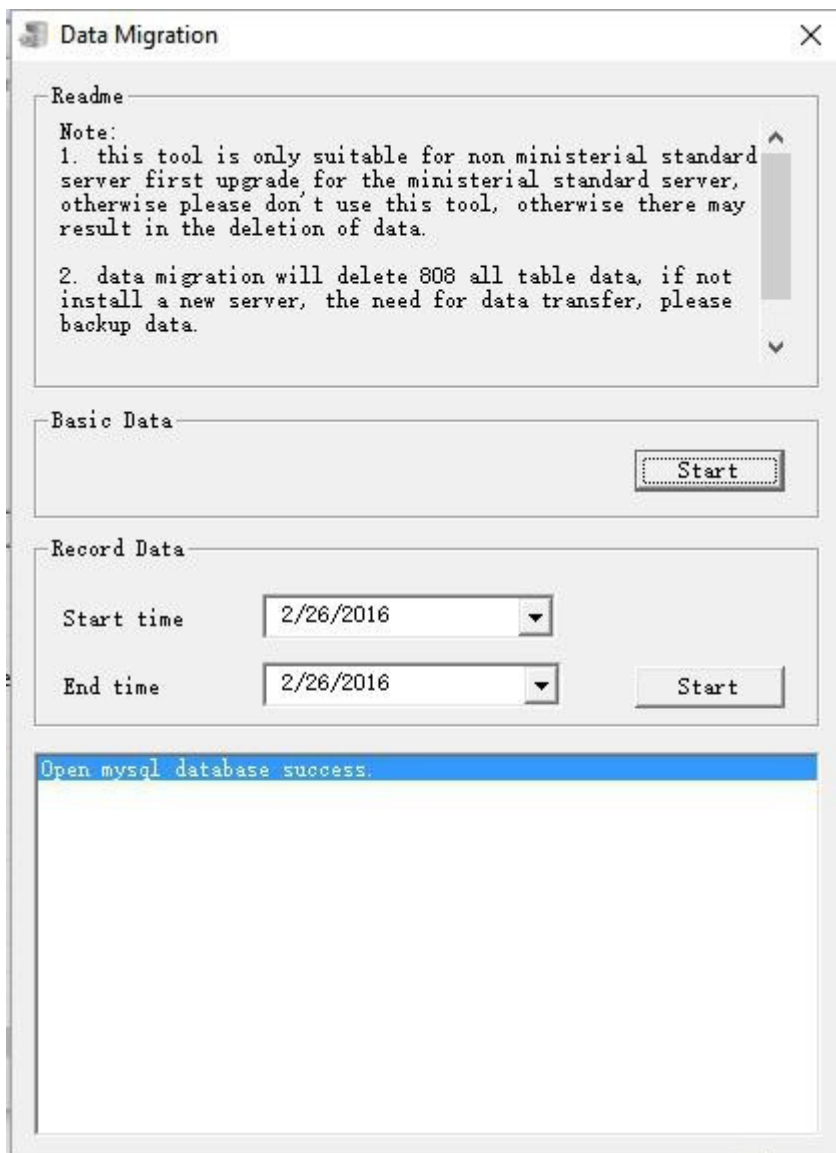 Data Migration
Readme
Note:
1. this tool is only suitable for non ministerial standard
server first upgrade for the ministerial standard server,
otherwise please don't use this tool, otherwise there may
result in the deletion of data.
2. data migration will delete 808 all table data, if not
install a new server, the need for data transfer, please
backup data.
Basic Data
Start
Record Data
Start time 2/26/2016
End time 2/26/2016 Start
Open mysql database success.